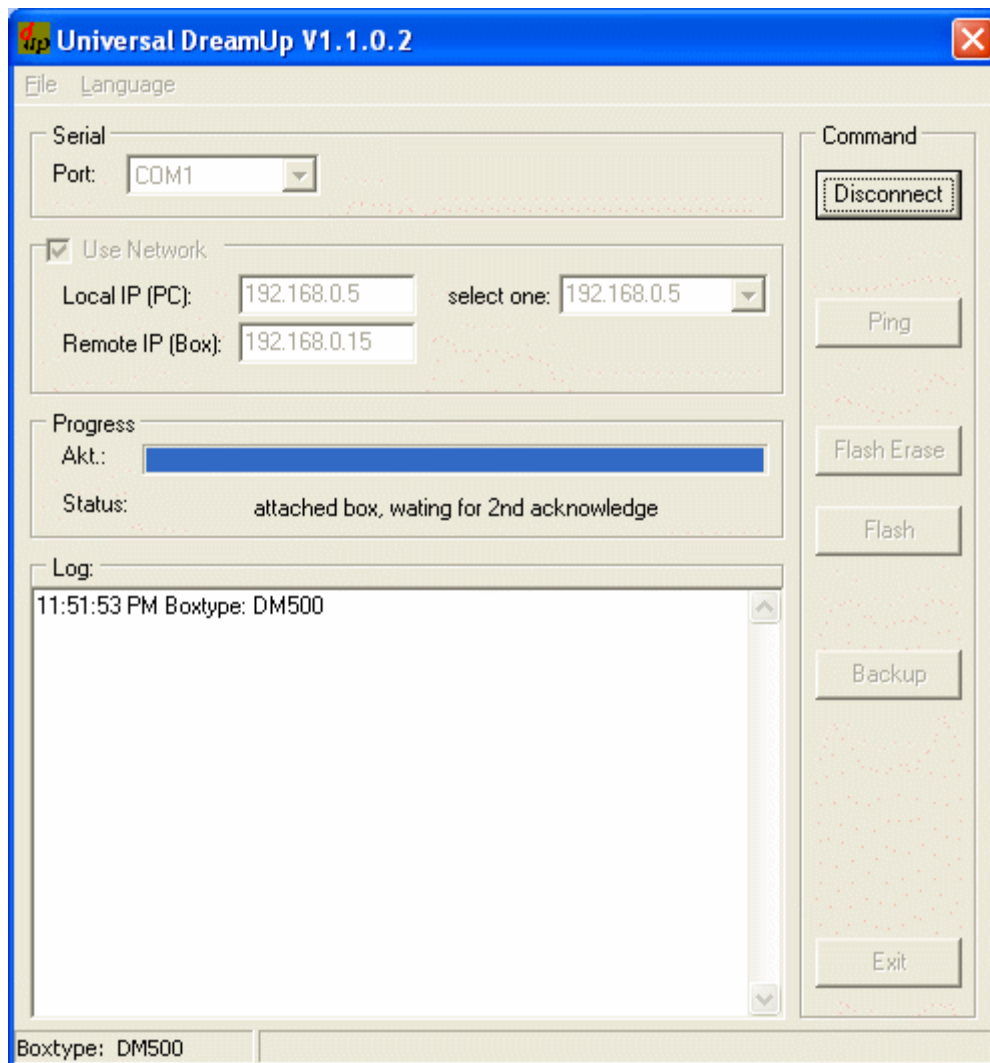 dup Universal DreamUp V1.1.0.2
File Language
Serial
Port: COM1
Use Network
Local IP (PC): 192.168.0.5 select one: 192.168.0.5
Remote IP (Box): 192.168.0.15
Progress
Akt.:
Status: attached box, wating for 2nd acknowledge
Log:
11:51:53 PM Boxtype: DM500
Command
Disconnect
Ping
Flash Erase
Flash
Backup
Exit
Boxtype: DM500